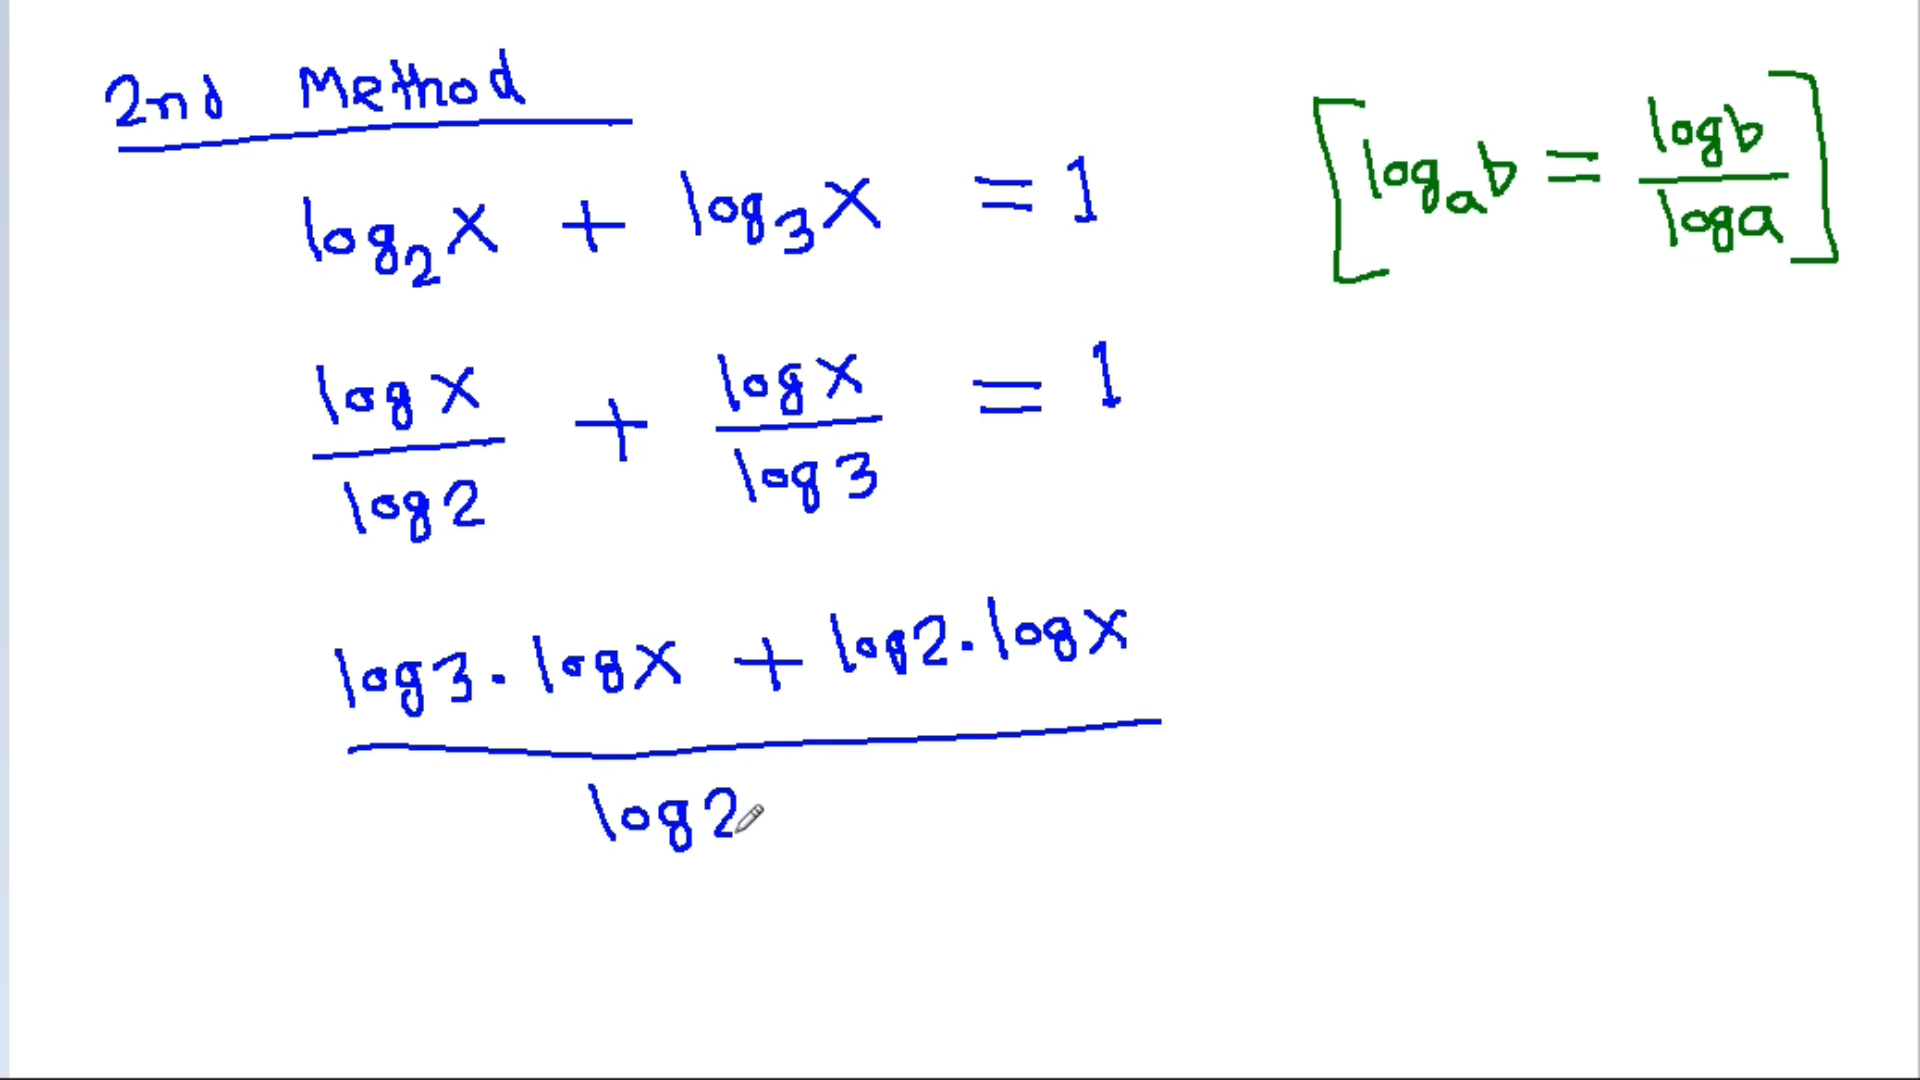 2nd Method
log₂x + log₃x = 1
[logₐb = logb/loga]
logx/log2 + logx/log3 = 1
log3·logx + log2·logx
log2